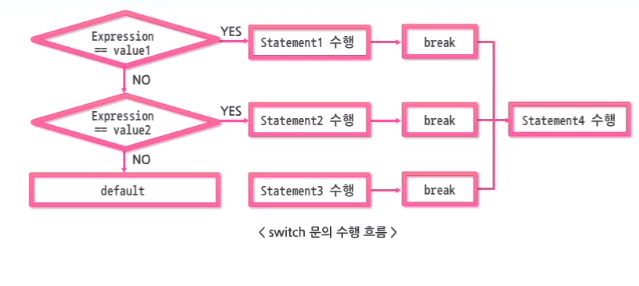 Expression
== value1
YES
Statement1 수행
break
NO
Expression
== value2
YES
Statement2 수행
break
Statement4 수행
NO
default
Statement3 수행
break
< switch 문의 수행 흐름 >